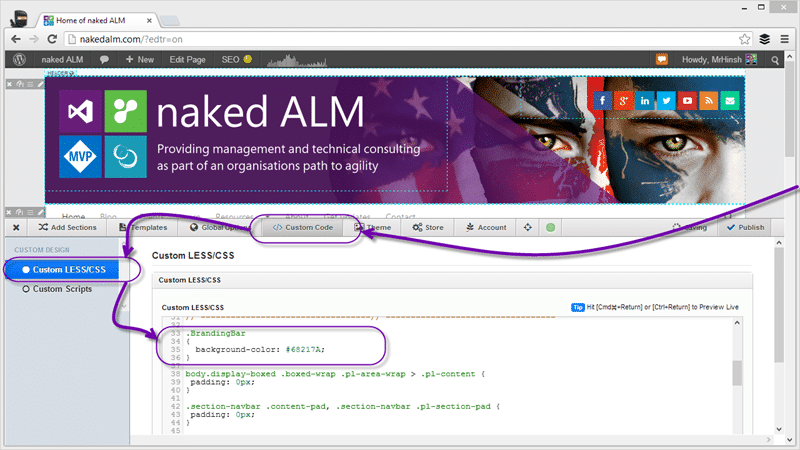 Home of naked ALM
nakedalm.com/?edtr=on
naked ALM + New Edit Page SEO Howdy, MrHinsh
HEADER
naked ALM
MVP
Providing management and technical consulting
as part of an organisations path to agility
Home Blog Resources About Get Updates Contact
Add Sections Templates Global Options Custom Code Theme Store Account Saving Publish
CUSTOM DESIGN
Custom LESS/CSS
Custom Scripts
Custom LESS/CSS
Custom LESS/CSS
Custom LESS/CSS
Tip Hit [Cmd⌘+Return] or [Ctrl+Return] to Preview Live
32
33 .BrandingBar
34 {
35 background-color: #68217A;
36 }
37
38 body.display-boxed .boxed-wrap .pl-area-wrap > .pl-content {
39 padding: 0px;
40 }
41
42 .section-navbar .content-pad, .section-navbar .pl-section-pad {
43 padding: 0px;
44 }
45